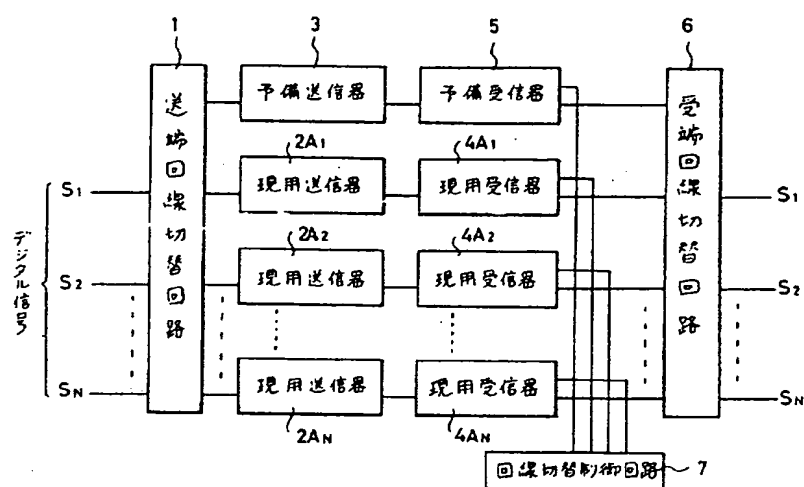 1
3
5
6
送端回線切替回路
予備送信器
予備受信器
受端回線切替回路
2A1
4A1
S1
現用送信器
現用受信器
S1
デジタル信号
2A2
4A2
S2
現用送信器
現用受信器
S2
SN
現用送信器
現用受信器
SN
2AN
4AN
回線切替制御回路
7